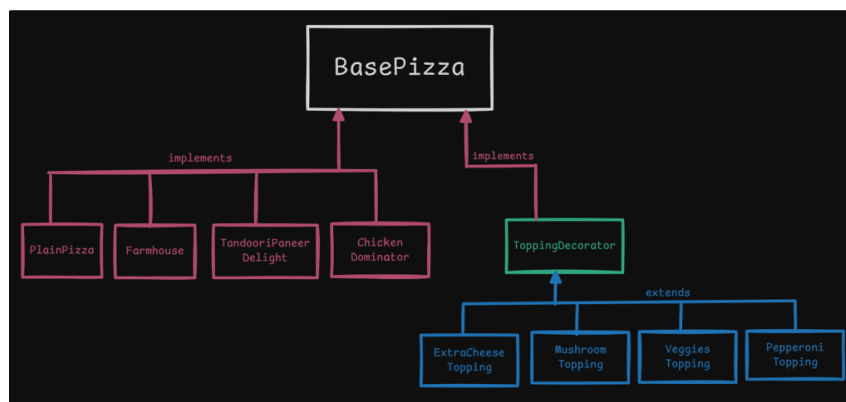 BasePizza
implements
implements
PlainPizza
Farmhouse
TandooriPaneer
Delight
Chicken
Dominator
ToppingDecorator
extends
ExtraCheese
Topping
Mushroom
Topping
Veggies
Topping
Pepperoni
Topping